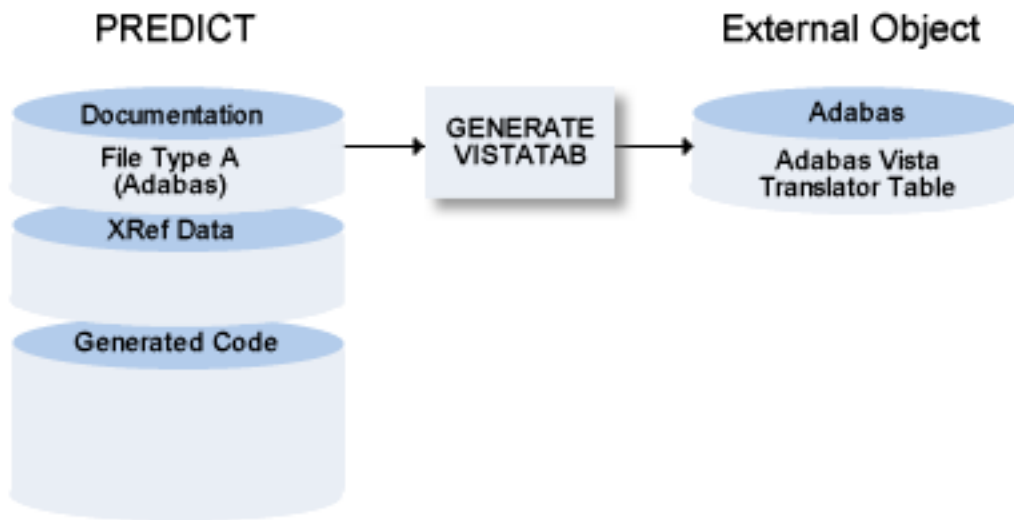 PREDICT
External Object
Documentation
File Type A
(Adabas)
XRef Data
Generated Code
GENERATE
VISTATAB
Adabas
Adabas Vista
Translator Table